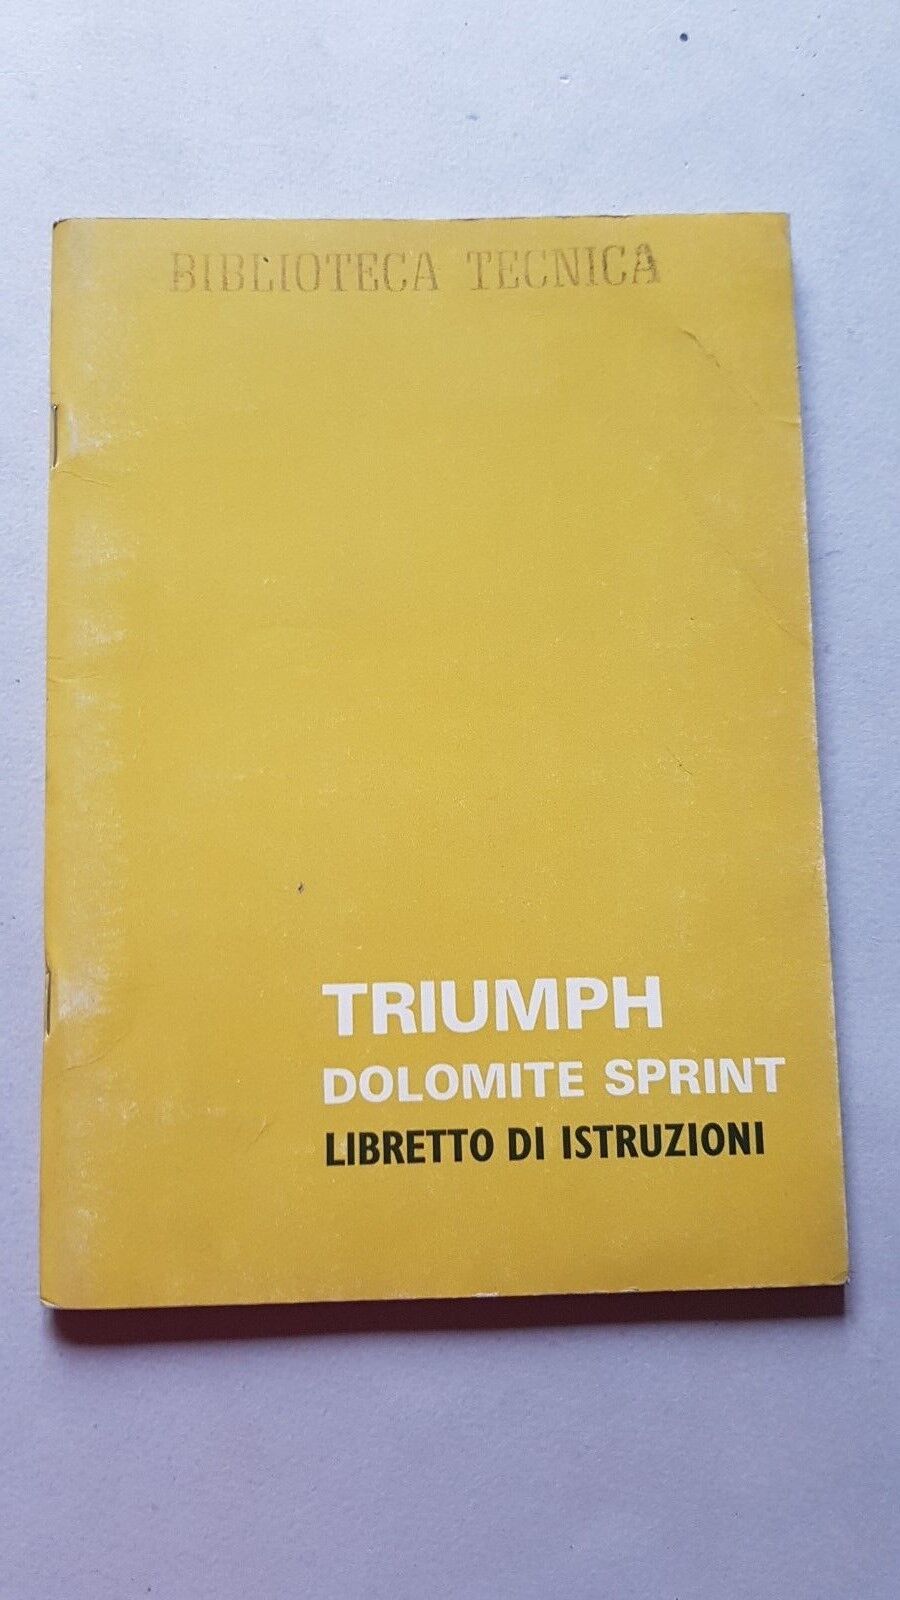 BIBLIOTECA TECNICA
TRIUMPH
DOLOMITE SPRINT
LIBRETTO DI ISTRUZIONI